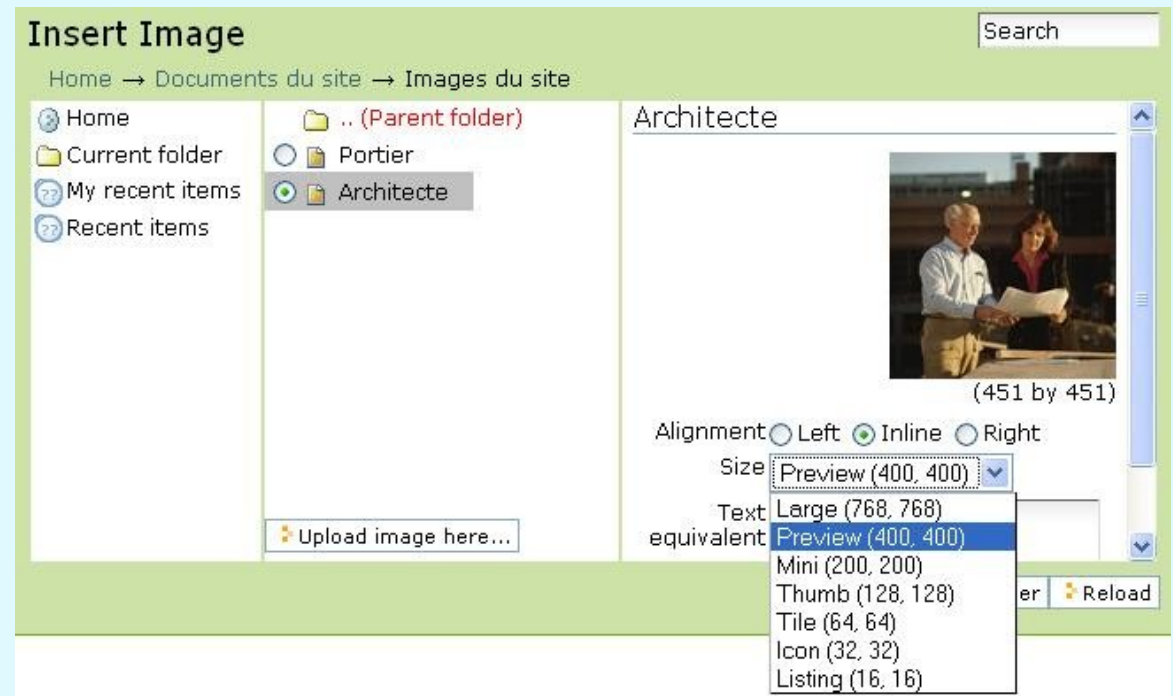 Insert Image
Search
Home → Documents du site → Images du site
Home
Current folder
My recent items
Recent items
.. (Parent folder)
Portier
Architecte
Upload image here...
Architecte
(451 by 451)
Alignment Left Inline Right
Size Preview (400, 400)
Text
equivalent
Large (768, 768)
Preview (400, 400)
Mini (200, 200)
Thumb (128, 128)
Tile (64, 64)
Icon (32, 32)
Listing (16, 16)
Reload